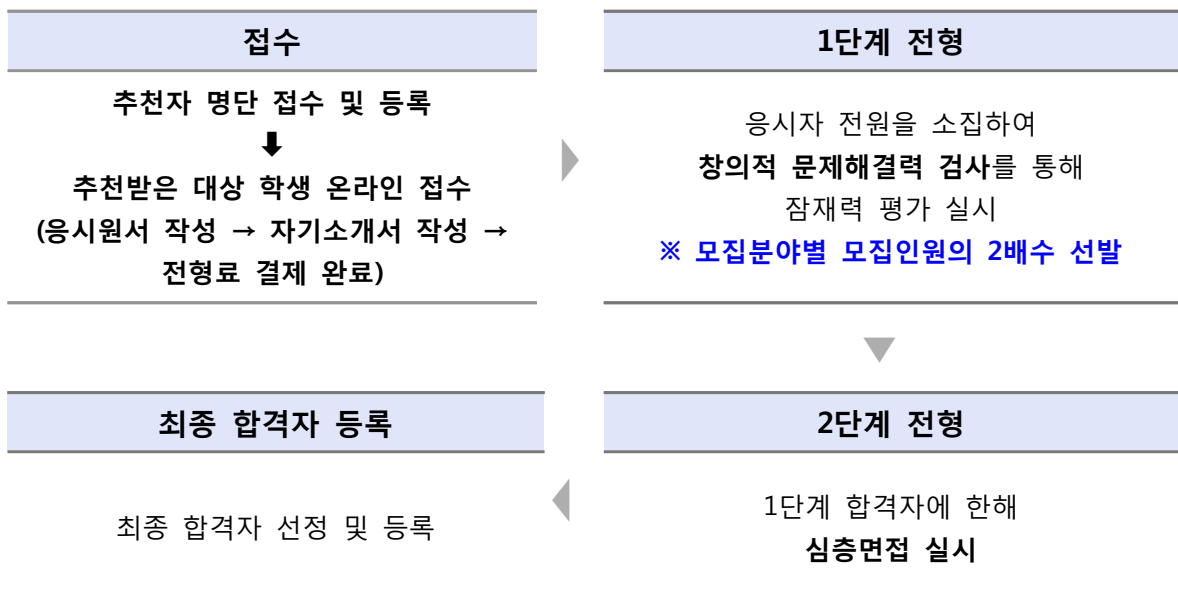 접수
추천자 명단 접수 및 등록
⬇
추천받은 대상 학생 온라인 접수
(응시원서 작성 → 자기소개서 작성 →
전형료 결제 완료)
1단계 전형
응시자 전원을 소집하여
창의적 문제해결력 검사를 통해
잠재력 평가 실시
※ 모집분야별 모집인원의 2배수 선발
2단계 전형
1단계 합격자에 한해
심층면접 실시
최종 합격자 등록
최종 합격자 선정 및 등록